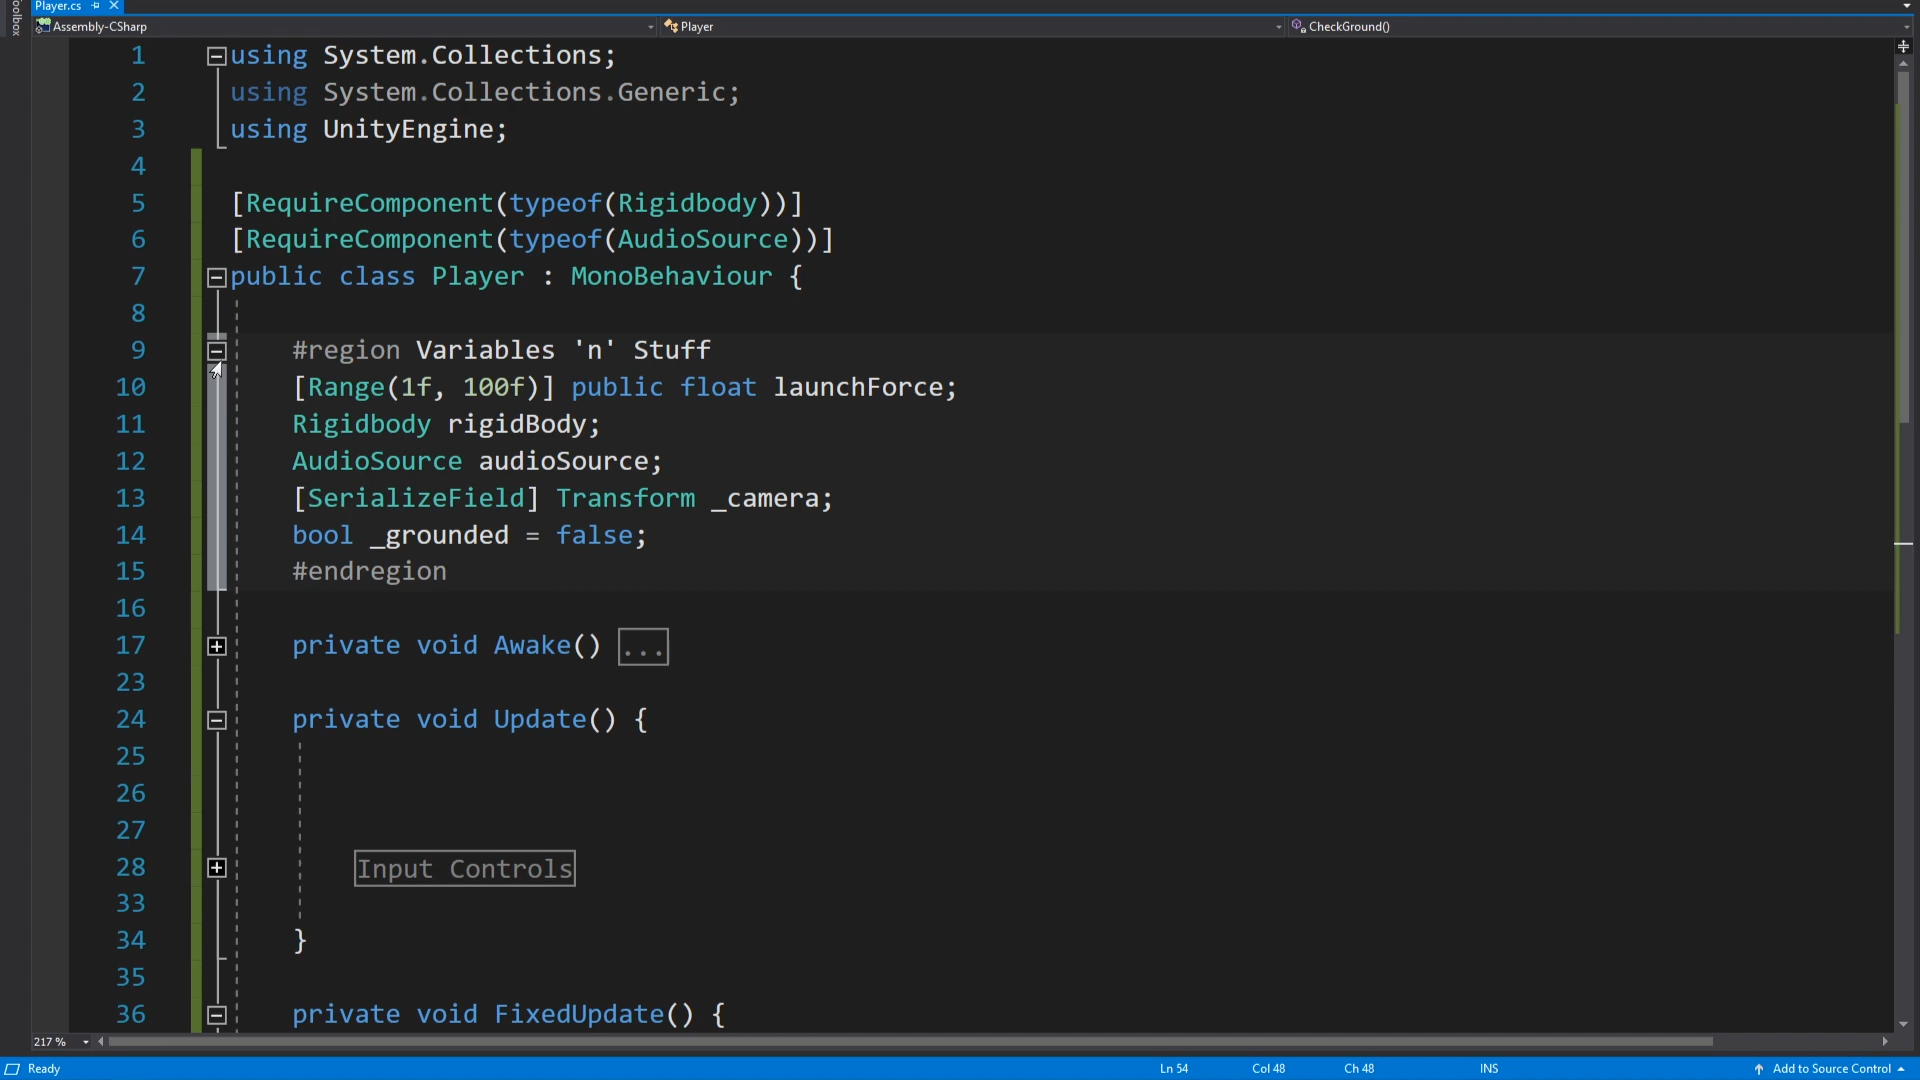 Toolbox
Player.cs
Assembly-CSharp Player CheckGround()
1 using System.Collections;
2 using System.Collections.Generic;
3 using UnityEngine;
4
5 [RequireComponent(typeof(Rigidbody))]
6 [RequireComponent(typeof(AudioSource))]
7 public class Player : MonoBehaviour {
8
9 #region Variables 'n' Stuff
10 [Range(1f, 100f)] public float launchForce;
11 Rigidbody rigidBody;
12 AudioSource audioSource;
13 [SerializeField] Transform _camera;
14 bool _grounded = false;
15 #endregion
16
17 private void Awake() ...
23
24 private void Update() {
25
26
27
28 Input Controls
33
34 }
35
36 private void FixedUpdate() {
217 %
Ready Ln 54 Col 48 Ch 48 INS Add to Source Control